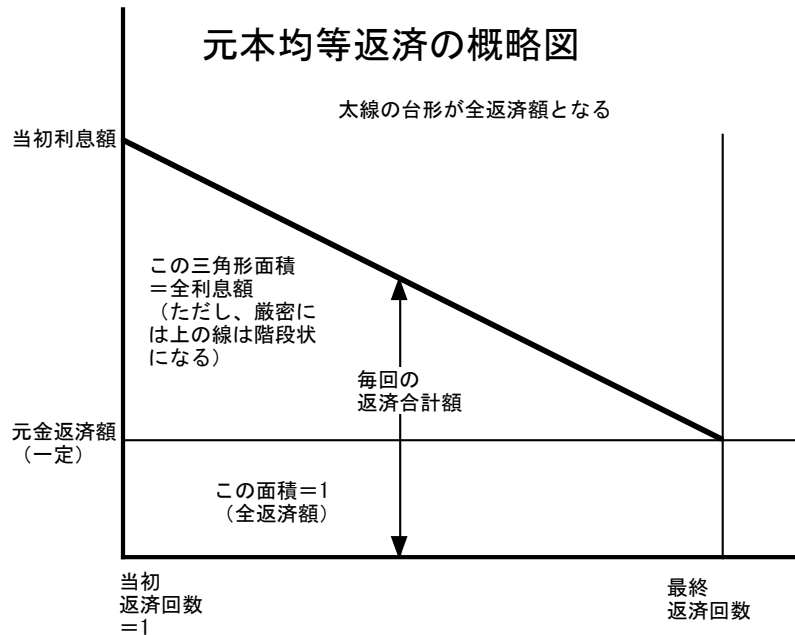 元本均等返済の概略図
太線の台形が全返済額となる
当初利息額
この三角形面積
＝全利息額
（ただし、厳密に
は上の線は階段状
になる）
毎回の
返済合計額
元金返済額
（一定）
この面積＝1
（全返済額）
当初
返済回数
＝1
最終
返済回数